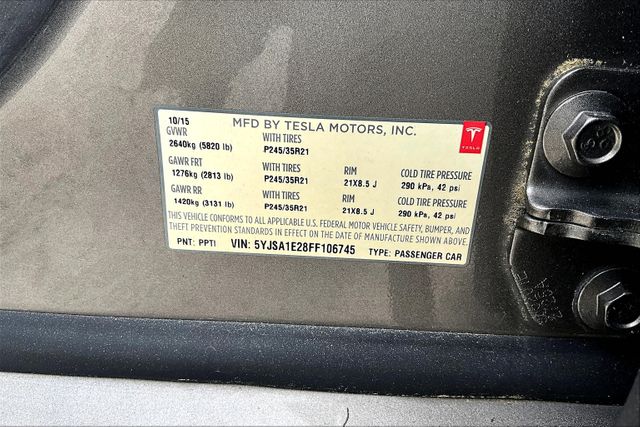 10/15 MFD BY TESLA MOTORS, INC.
GVWR WITH TIRES
2640kg (5820 lb) P245/35R21
TESLA
GAWR FRT WITH TIRES RIM COLD TIRE PRESSURE
1276kg (2813 lb) P245/35R21 21X8.5 J 290 kPa, 42 psi
GAWR RR WITH TIRES RIM COLD TIRE PRESSURE
1420kg (3131 lb) P245/35R21 21X8.5 J 290 kPa, 42 psi
THIS VEHICLE CONFORMS TO ALL APPLICABLE U.S. FEDERAL MOTOR VEHICLE SAFETY, BUMPER, AND
THEFT PREVENTION STANDARDS IN EFFECT ON THE DATE OF MANUFACTURE SHOWN ABOVE.
PNT: PPTI VIN: 5YJSA1E28FF106745 TYPE: PASSENGER CAR